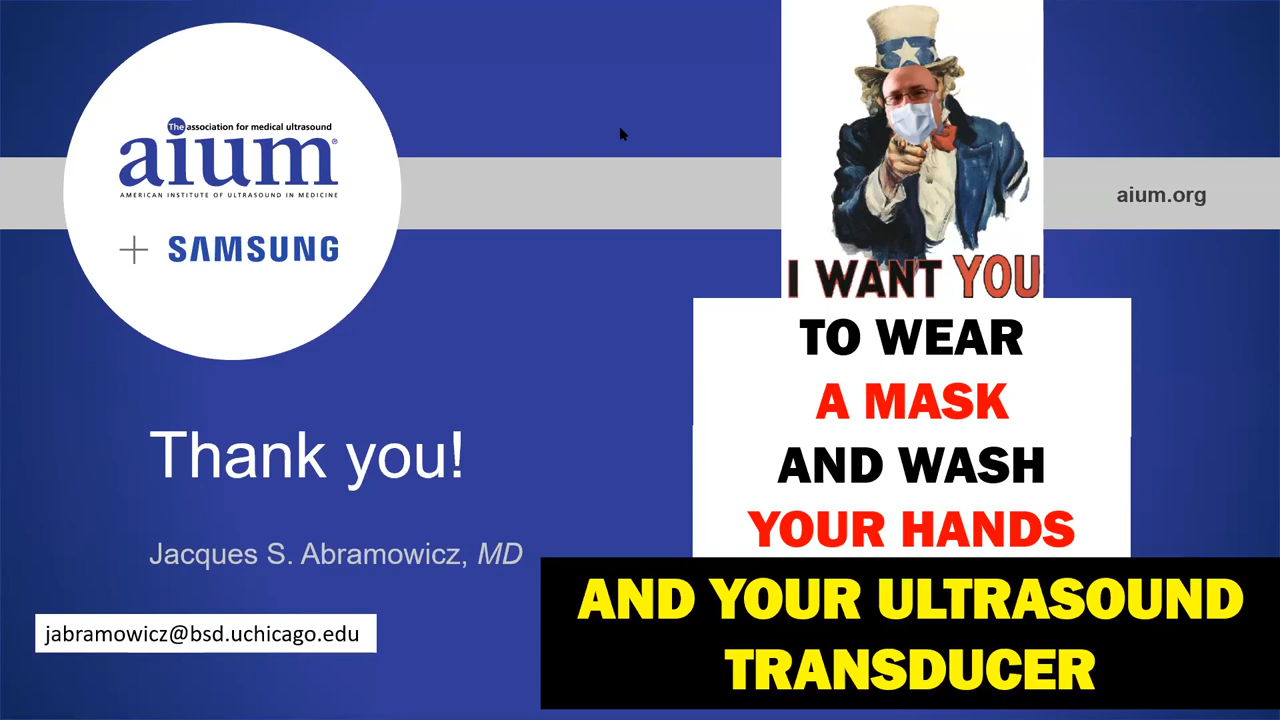 The association for medical ultrasound
aium®
AMERICAN INSTITUTE OF ULTRASOUND IN MEDICINE
+ SAMSUNG
aium.org
I WANT YOU
TO WEAR
A MASK
AND WASH
YOUR HANDS
AND YOUR ULTRASOUND
TRANSDUCER
Thank you!
Jacques S. Abramowicz, MD
jabramowicz@bsd.uchicago.edu